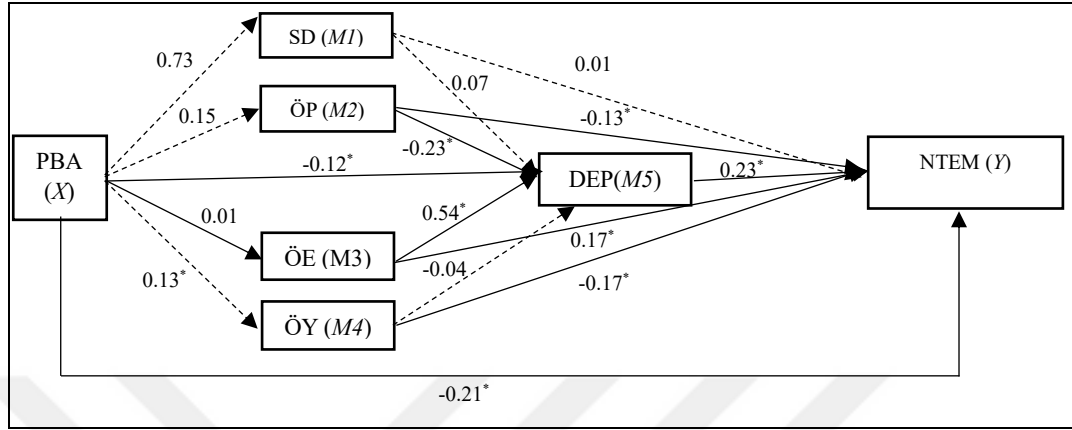 SD (M1)
0.73
0.01
0.07
0.15
ÖP (M2)
-0.13*
-0.23*
PBA
(X)
-0.12*
DEP(M5)
0.23*
NTEM (Y)
0.01
0.54*
ÖE (M3)
0.17*
-0.04
0.13*
-0.17*
ÖY (M4)
-0.21*